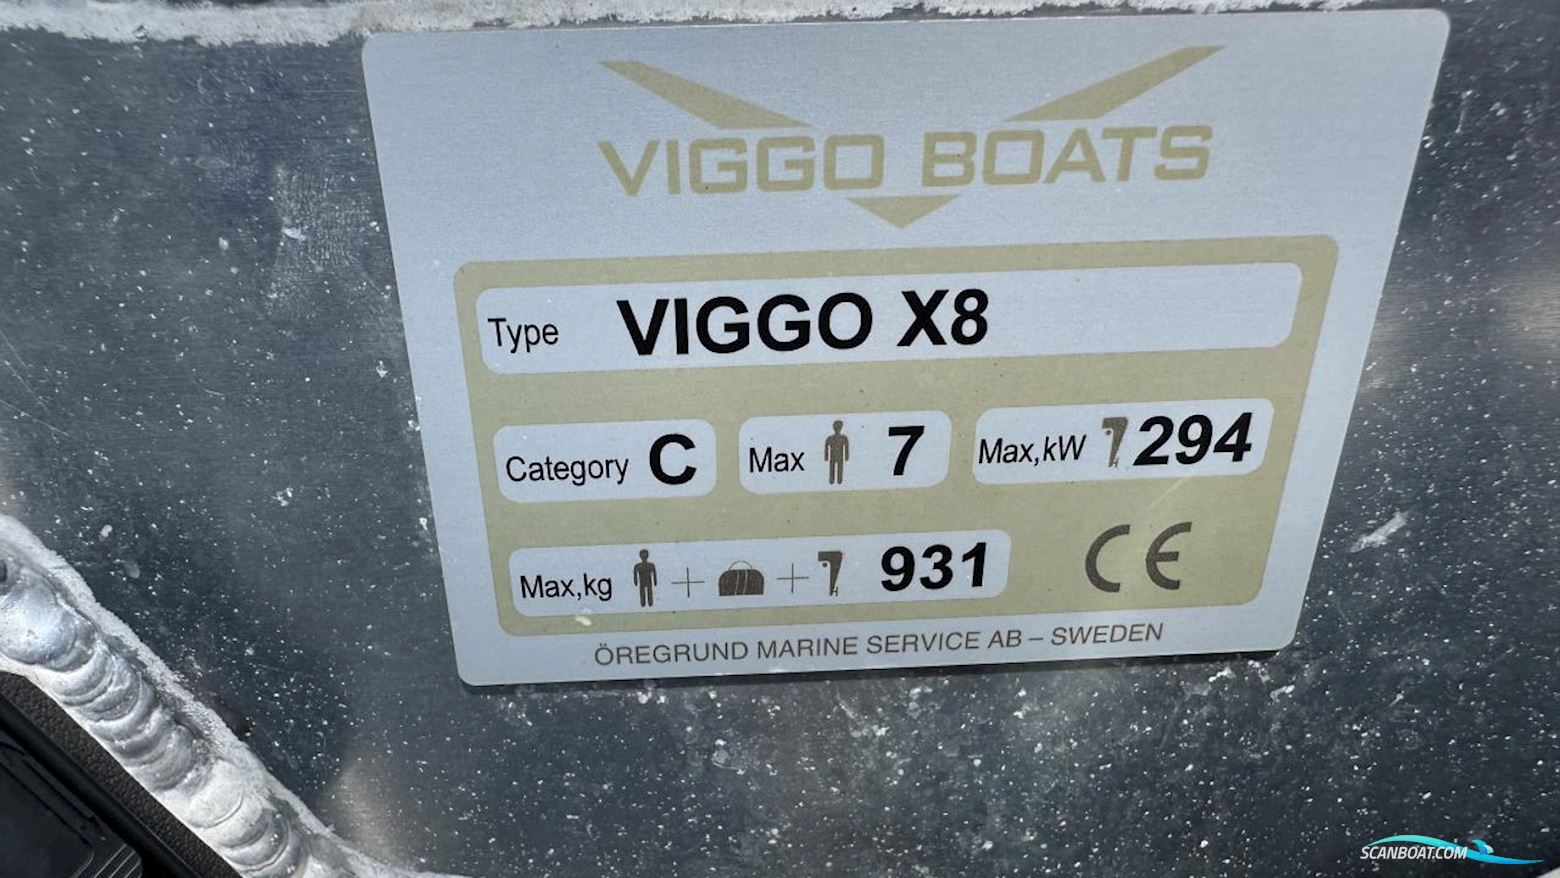 VIGGO BOATS
Type VIGGO X8
Category C Max 7 Max,kW 294
Max,kg + + 931 CE
ÖREGRUND MARINE SERVICE AB – SWEDEN
SCANBOAT.COM